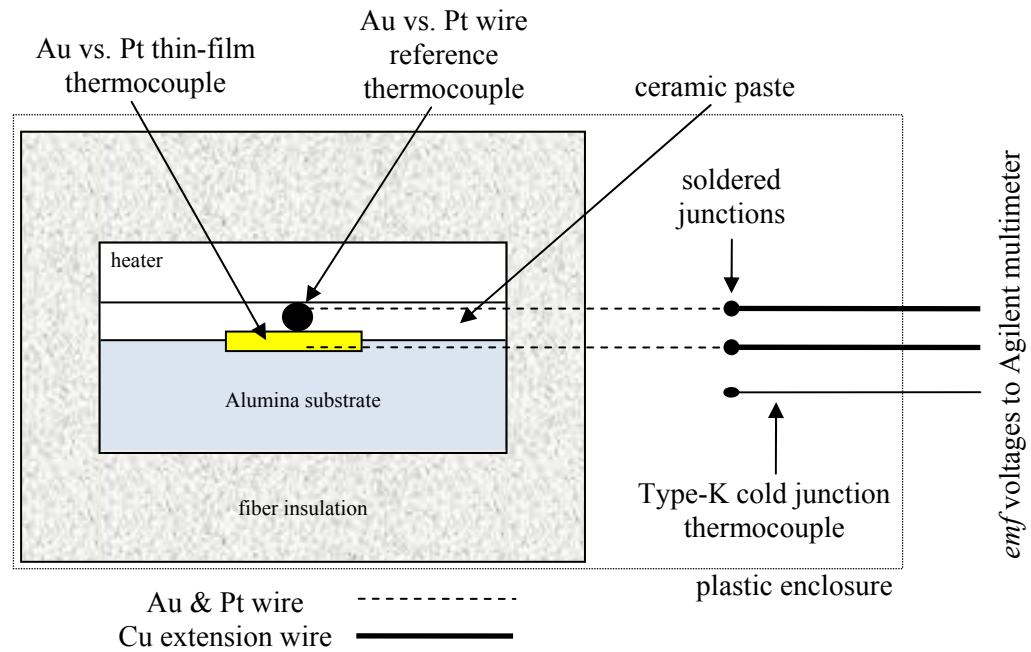 Au vs. Pt thin-film
thermocouple
Au vs. Pt wire
reference
thermocouple
ceramic paste
soldered
junctions
heater
Alumina substrate
fiber insulation
Type-K cold junction
thermocouple
plastic enclosure
emf voltages to Agilent multimeter
Au & Pt wire
Cu extension wire